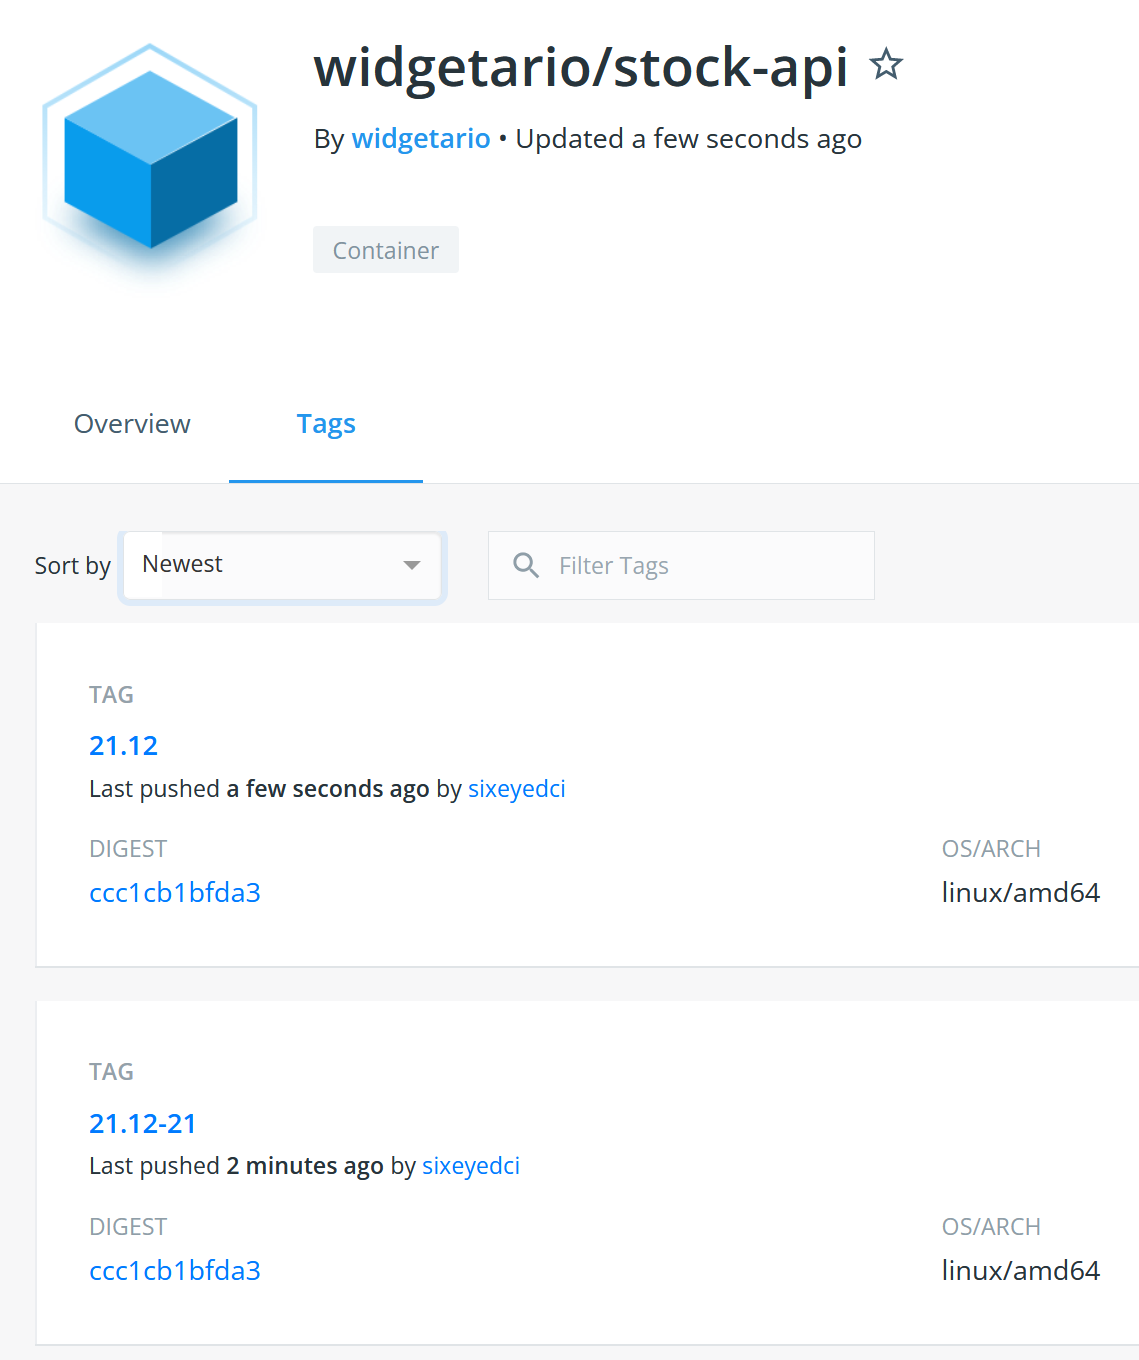 widgetario/stock-api
By widgetario • Updated a few seconds ago
Container
Overview Tags
Sort by Newest Filter Tags
TAG
21.12
Last pushed a few seconds ago by sixeyedci
DIGEST OS/ARCH
ccc1cb1bfda3 linux/amd64
TAG
21.12-21
Last pushed 2 minutes ago by sixeyedci
DIGEST OS/ARCH
ccc1cb1bfda3 linux/amd64